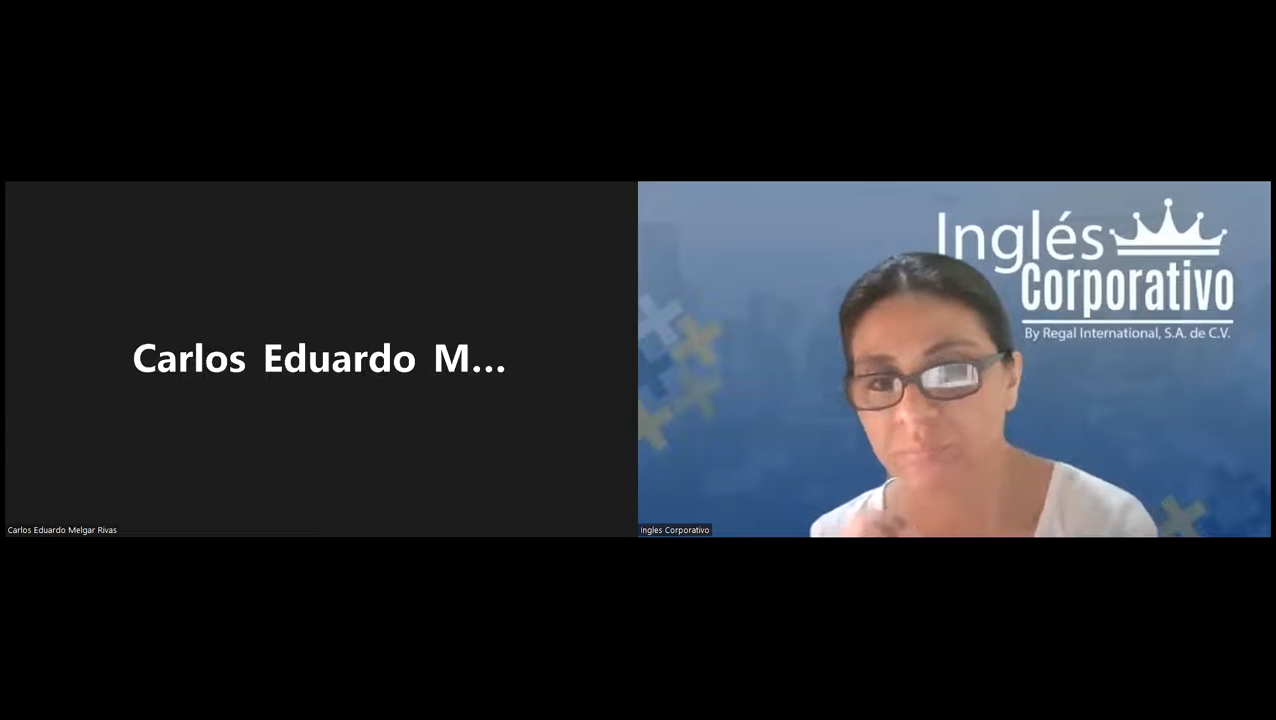 Carlos Eduardo M...
Carlos Eduardo Melgar Rivas
Inglés
Corporativo
By Regal International, S.A. de C.V.
Ingles Corporativo